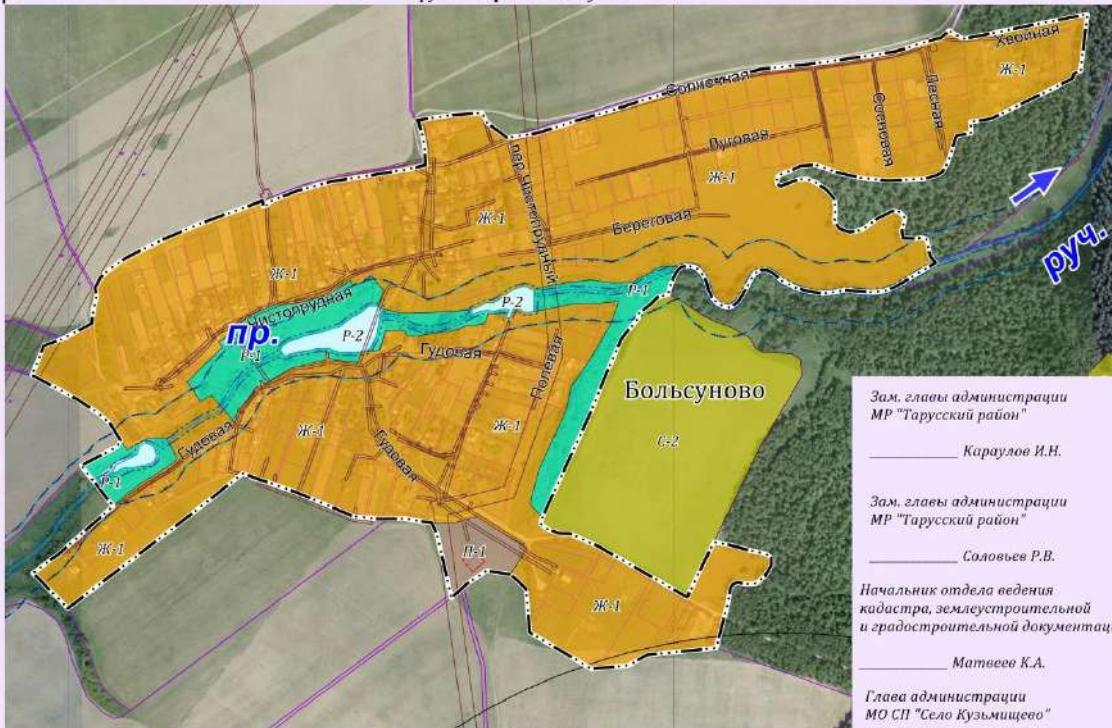 Хвойная
Ж-1
Солнечная
Лесная
Сосновая
Луговая
Ж-1
пер. Чистопрудный
Ж-1
Береговая
руч.
Ж-1
Чистопрудная
Р-1
Р-2
пр.
Р-2
Р-1
Гудовая
Полевая
Больсуново
С-2
Ж-1
Ж-1
Гудовая
Гудовая
Р-1
Ж-1
П-1
Ж-1
Зам. главы администрации
МР "Тарусский район"
Караулов И.Н.
Зам. главы администрации
МР "Тарусский район"
Соловьев Р.В.
Начальник отдела ведения
кадастра, землеустроительной
и градостроительной документац
Матвеев К.А.
Глава администрации
МО СП "Село Кузьмищево"